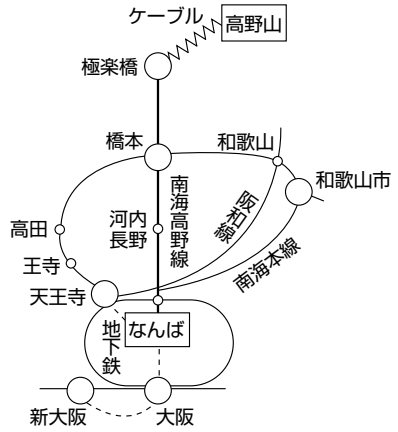 ケーブル
高野山
極楽橋
橋本
和歌山
和歌山市
南海高野線
阪和線
河内
長野
高田
王寺
南海本線
天王寺
地下鉄
なんば
新大阪
大阪